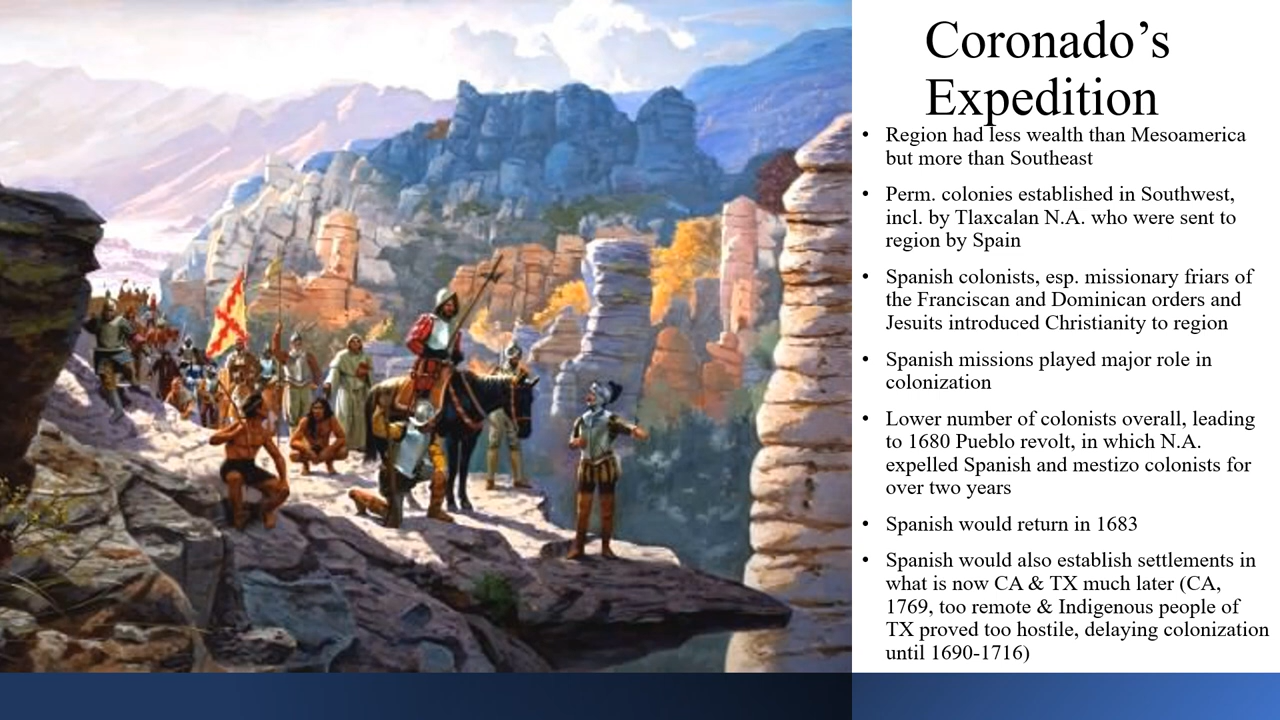 Coronado’s
Expedition
• Region had less wealth than Mesoamerica
but more than Southeast
• Perm. colonies established in Southwest,
incl. by Tlaxcalan N.A. who were sent to
region by Spain
• Spanish colonists, esp. missionary friars of
the Franciscan and Dominican orders and
Jesuits introduced Christianity to region
• Spanish missions played major role in
colonization
• Lower number of colonists overall, leading
to 1680 Pueblo revolt, in which N.A.
expelled Spanish and mestizo colonists for
over two years
• Spanish would return in 1683
• Spanish would also establish settlements in
what is now CA & TX much later (CA,
1769, too remote & Indigenous people of
TX proved too hostile, delaying colonization
until 1690-1716)